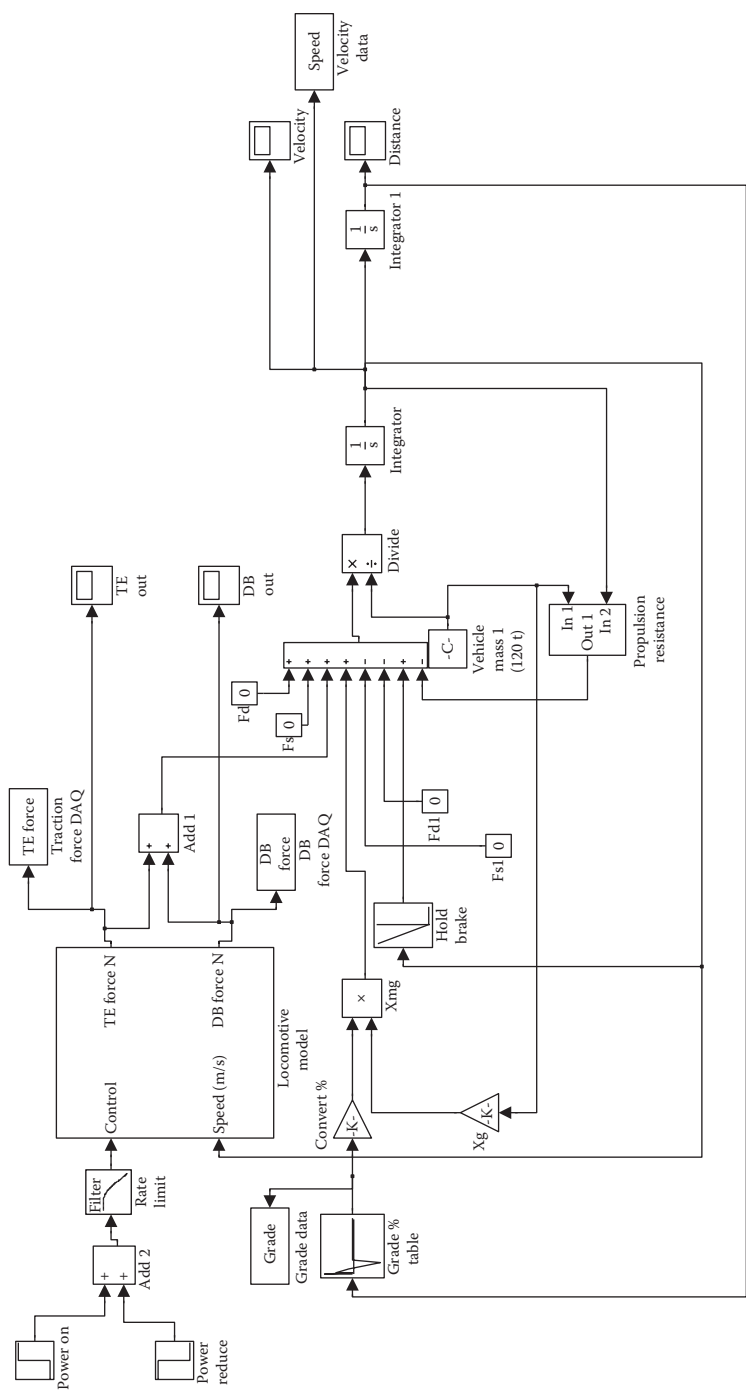 Power on
Power
reduce
+
+
Add 2
Filter
Rate
limit
Control
Speed (m/s)
TE force N
DB force N
Locomotive
model
TE force
Traction
force DAQ
TE
out
+
+
Add 1
DB
force
DB
force DAQ
DB
out
Grade
Grade data
Grade %
table
Convert %
-K-
Xg
-K-
×
Xmg
Hold
brake
Fd
0
Fs
0
Fd1
0
Fs1
0
+
+
+
+
–
–
+
–
-C-
Vehicle
mass 1
(120 t)
×
÷
Divide
In 1
Out 1
In 2
Propulsion
resistance
1
s
Integrator
1
s
Integrator 1
Velocity
Speed
Velocity
data
Distance